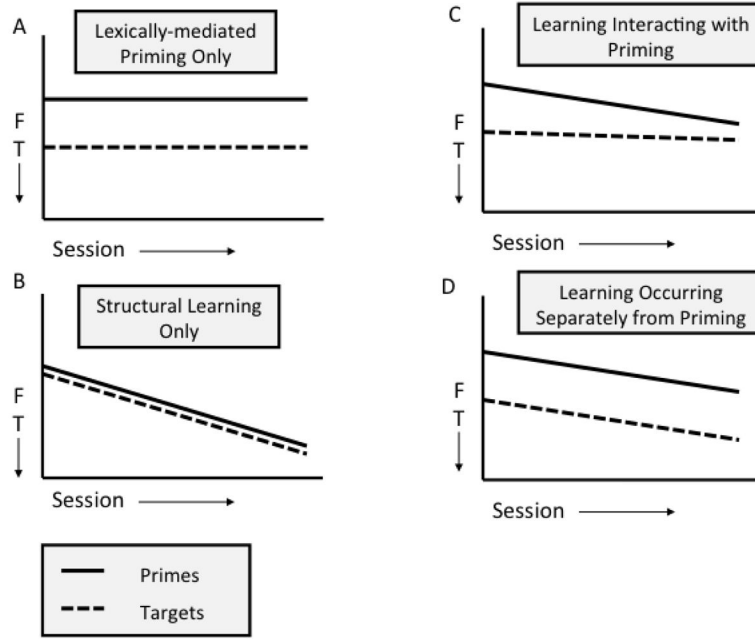 A
Lexically-mediated
Priming Only
F
T
Session
B
Structural Learning
Only
F
T
Session
Primes
Targets
C
Learning Interacting with
Priming
F
T
Session
D
Learning Occurring
Separately from Priming
F
T
Session